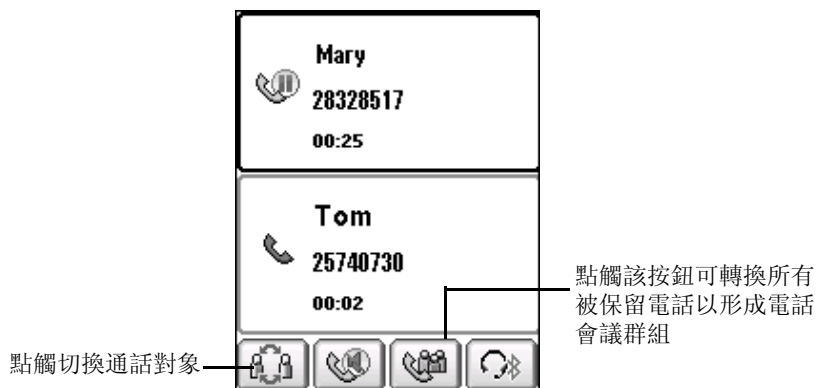 Mary
28328517
00:25
Tom
25740730
00:02
點觸該按鈕可轉換所有
被保留電話以形成電話
會議群組
點觸切換通話對象